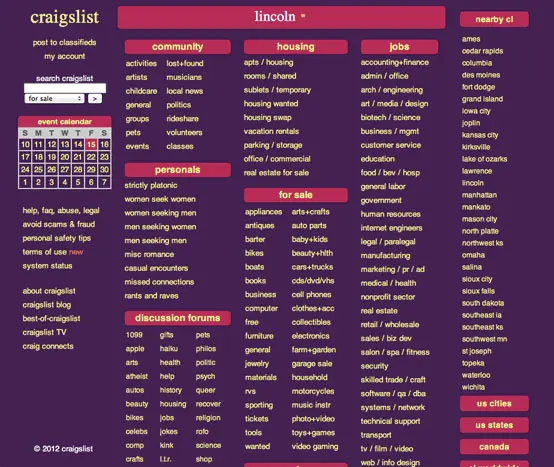 craigslist
post to classifieds
my account
search craigslist
for sale
>
event calendar
S M T W T F S
10 11 12 13 14 15 16
17 18 19 20 21 22 23
24 25 26 27 28 29 30
1 2 3 4 5 6 7
help, faq, abuse, legal
avoid scams & fraud
personal safety tips
terms of use new
system status
about craigslist
craigslist blog
best-of-craigslist
craigslist TV
craig connects
© 2012 craigslist
lincoln
community
activities lost+found
artists musicians
childcare local news
general politics
groups rideshare
pets volunteers
events classes
personals
strictly platonic
women seek women
women seeking men
men seeking women
men seeking men
misc romance
casual encounters
missed connections
rants and raves
discussion forums
1099 gifts pets
apple haiku philos
arts health politic
atheist help psych
autos history queer
beauty housing recover
bikes jobs religion
celebs jokes rofo
comp kink science
crafts l.t.r. shop
housing
apts / housing
rooms / shared
sublets / temporary
housing wanted
housing swap
vacation rentals
parking / storage
office / commercial
real estate for sale
for sale
appliances arts+crafts
antiques auto parts
barter baby+kids
bikes beauty+hlth
boats cars+trucks
books cds/dvd/vhs
business cell phones
computer clothes+acc
free collectibles
furniture electronics
general farm+garden
jewelry garage sale
materials household
rvs motorcycles
sporting music instr
tickets photo+video
tools toys+games
wanted video gaming
jobs
accounting+finance
admin / office
arch / engineering
art / media / design
biotech / science
business / mgmt
customer service
education
food / bev / hosp
general labor
government
human resources
internet engineers
legal / paralegal
manufacturing
marketing / pr / ad
medical / health
nonprofit sector
real estate
retail / wholesale
sales / biz dev
salon / spa / fitness
security
skilled trade / craft
software / qa / dba
systems / network
technical support
transport
tv / film / video
web / info design
nearby cl
ames
cedar rapids
columbia
des moines
fort dodge
grand island
iowa city
joplin
kansas city
kirksville
lake of ozarks
lawrence
lincoln
manhattan
mankato
mason city
north platte
northwest ks
omaha
salina
sioux city
sioux falls
south dakota
southeast ia
southeast ks
southwest mn
st joseph
topeka
waterloo
wichita
us cities
us states
canada